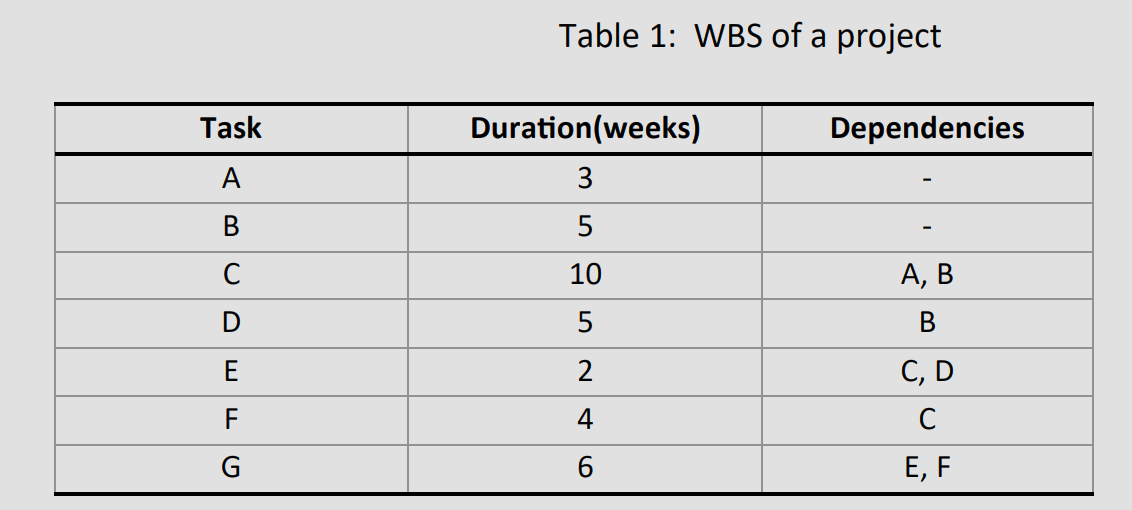 Table 1:  WBS of a project
Task Duration(weeks) Dependencies
A 3 -
B 5 -
C 10 A, B
D 5 B
E 2 C, D
F 4 C
G 6 E, F